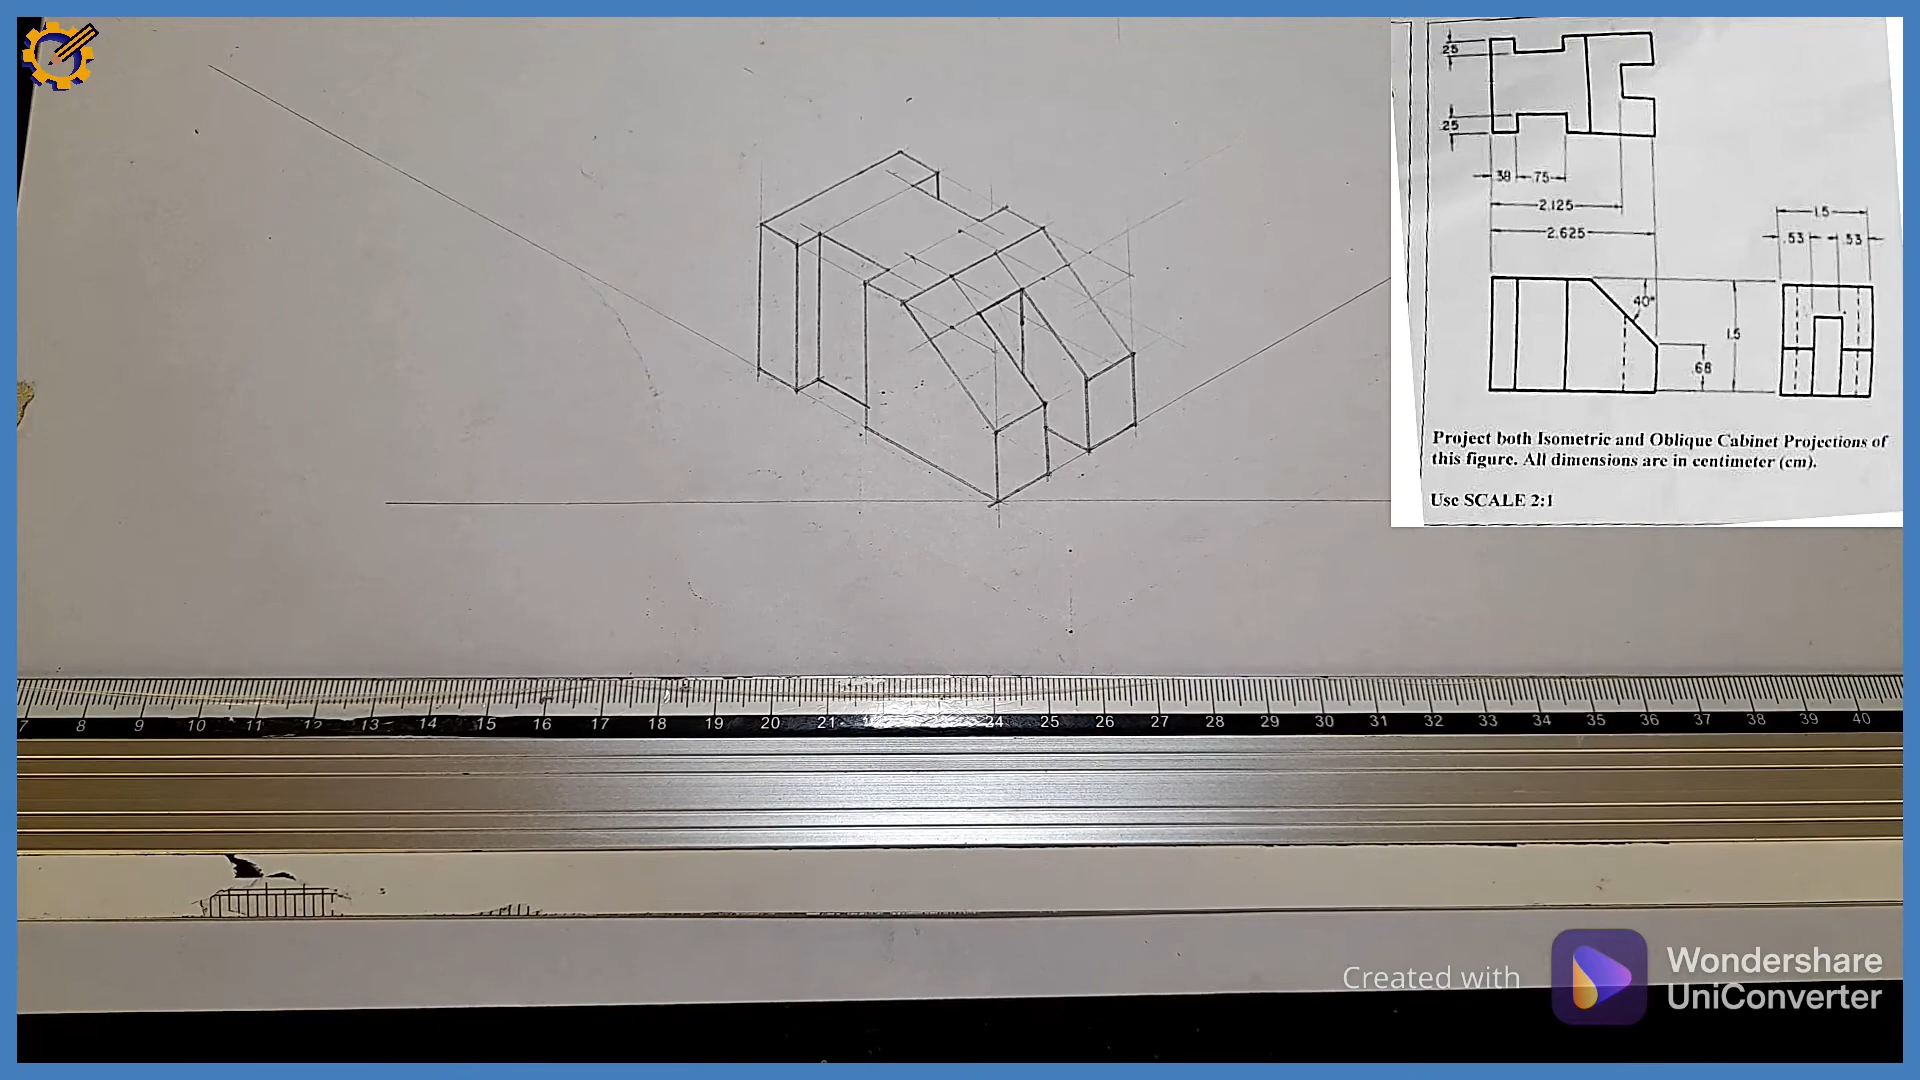 .25
.25
.38
.75
2.125
2.625
1.5
.53
.53
40°
1.5
.68
Project both Isometric and Oblique Cabinet Projections of
this figure. All dimensions are in centimeter (cm).
Use SCALE 2:1
7 8 9 10 11 12 13 14 15 16 17 18 19 20 21 23 24 25 26 27 28 29 30 31 32 33 34 35 36 37 38 39 40
Created with
Wondershare
UniConverter